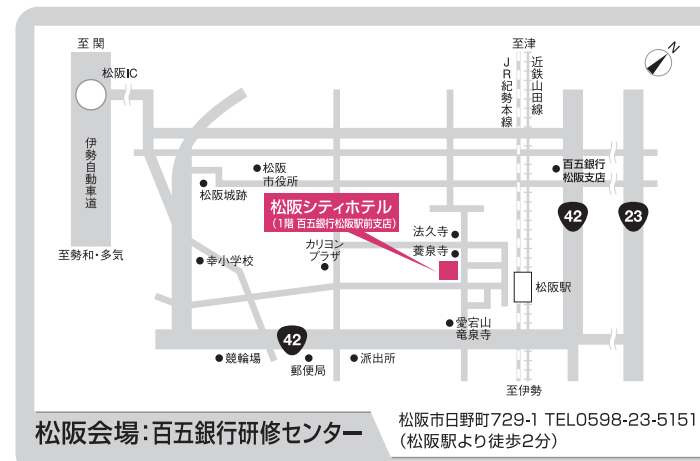 至関
松阪IC
伊勢自動車道
至勢和・多気
至津
JR紀勢本線
近鉄山田線
N
松阪
市役所
松阪城跡
百五銀行
松阪支店
42
23
松阪シティホテル
(1階 百五銀行松阪駅前支店)
法久寺
養泉寺
カリヨン
プラザ
幸小学校
松阪駅
愛宕山
竜泉寺
42
競輪場
郵便局
派出所
至伊勢
松阪会場:百五銀行研修センター
松阪市日野町729-1 TEL0598-23-5151
(松阪駅より徒歩2分)